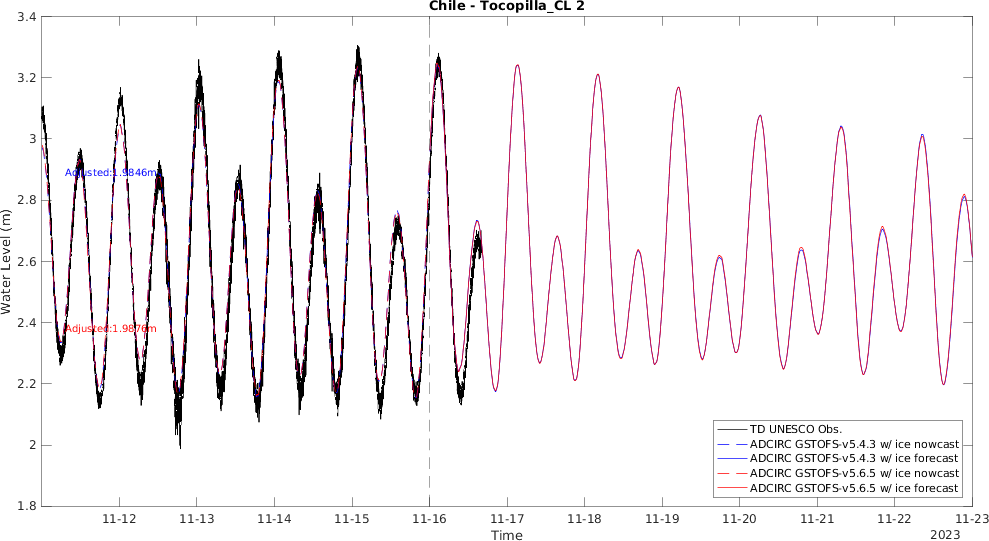 Chile - Tocopilla_CL 2
3.4
3.2
3
2.8
2.6
2.4
2.2
2
1.8
Water Level (m)
Adjusted:1.9846m
Adjusted:1.9876m
TD UNESCO Obs.
ADCIRC GSTOFS-v5.4.3 w/ ice nowcast
ADCIRC GSTOFS-v5.4.3 w/ ice forecast
ADCIRC GSTOFS-v5.6.5 w/ ice nowcast
ADCIRC GSTOFS-v5.6.5 w/ ice forecast
11-12 11-13 11-14 11-15 11-16 11-17 11-18 11-19 11-20 11-21 11-22 11-23
Time
2023